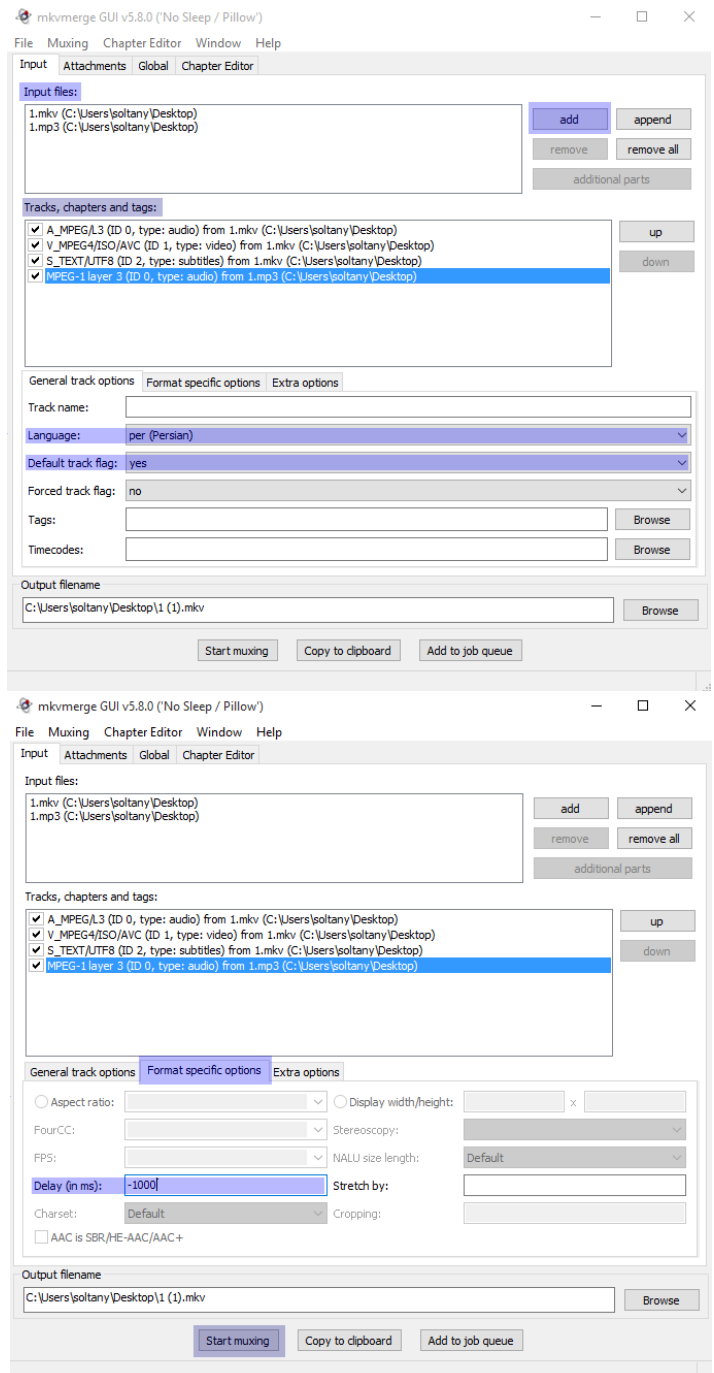 mkvmerge GUI v5.8.0 ('No Sleep / Pillow')
File Muxing Chapter Editor Window Help
Input Attachments Global Chapter Editor
Input files:
1.mkv (C:\Users\soltany\Desktop)
1.mp3 (C:\Users\soltany\Desktop)
add append
remove remove all
additional parts
Tracks, chapters and tags:
A_MPEG/L3 (ID 0, type: audio) from 1.mkv (C:\Users\soltany\Desktop)
V_MPEG4/ISO/AVC (ID 1, type: video) from 1.mkv (C:\Users\soltany\Desktop)
S_TEXT/UTF8 (ID 2, type: subtitles) from 1.mkv (C:\Users\soltany\Desktop)
MPEG-1 layer 3 (ID 0, type: audio) from 1.mp3 (C:\Users\soltany\Desktop)
up
down
General track options Format specific options Extra options
Track name:
Language: per (Persian)
Default track flag: yes
Forced track flag: no
Tags: Browse
Timecodes: Browse
Output filename
C:\Users\soltany\Desktop\1 (1).mkv Browse
Start muxing Copy to clipboard Add to job queue
mkvmerge GUI v5.8.0 ('No Sleep / Pillow')
File Muxing Chapter Editor Window Help
Input Attachments Global Chapter Editor
Input files:
1.mkv (C:\Users\soltany\Desktop)
1.mp3 (C:\Users\soltany\Desktop)
add append
remove remove all
additional parts
Tracks, chapters and tags:
A_MPEG/L3 (ID 0, type: audio) from 1.mkv (C:\Users\soltany\Desktop)
V_MPEG4/ISO/AVC (ID 1, type: video) from 1.mkv (C:\Users\soltany\Desktop)
S_TEXT/UTF8 (ID 2, type: subtitles) from 1.mkv (C:\Users\soltany\Desktop)
MPEG-1 layer 3 (ID 0, type: audio) from 1.mp3 (C:\Users\soltany\Desktop)
up
down
General track options Format specific options Extra options
Aspect ratio: Display width/height: x
FourCC: Stereoscopy:
FPS: NALU size length: Default
Delay (in ms): -1000 Stretch by:
Charset: Default Cropping:
AAC is SBR/HE-AAC/AAC+
Output filename
C:\Users\soltany\Desktop\1 (1).mkv Browse
Start muxing Copy to clipboard Add to job queue